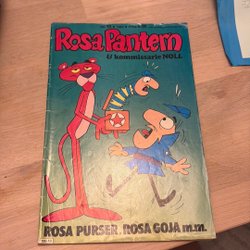 Rosa Pantern
& kommissarie NOLL
ROSA PURSER, ROSA GOJA m.m.